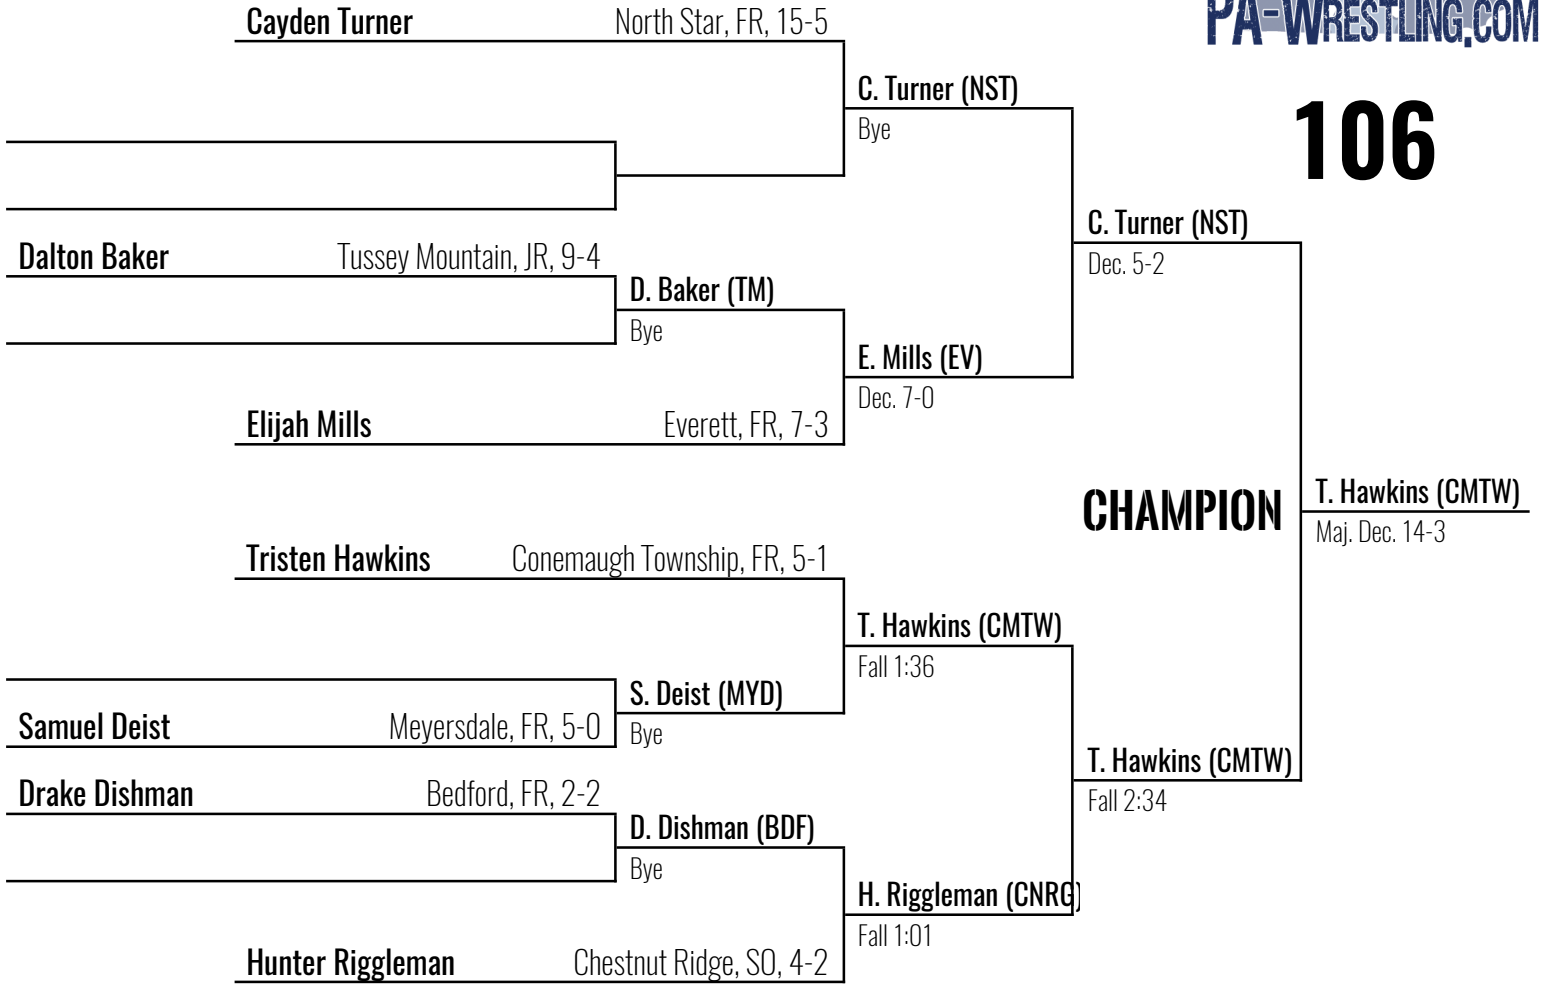 Cayden Turner North Star, FR, 15-5
PA-WRESTLING.COM
C. Turner (NST)
Bye
106
C. Turner (NST)
Dec. 5-2
Dalton Baker Tussey Mountain, JR, 9-4
D. Baker (TM)
Bye
E. Mills (EV)
Dec. 7-0
Elijah Mills Everett, FR, 7-3
CHAMPION
T. Hawkins (CMTW)
Maj. Dec. 14-3
Tristen Hawkins Conemaugh Township, FR, 5-1
T. Hawkins (CMTW)
Fall 1:36
S. Deist (MYD)
Bye
Samuel Deist Meyersdale, FR, 5-0
T. Hawkins (CMTW)
Fall 2:34
Drake Dishman Bedford, FR, 2-2
D. Dishman (BDF)
Bye
H. Riggleman (CNRG)
Fall 1:01
Hunter Riggleman Chestnut Ridge, SO, 4-2